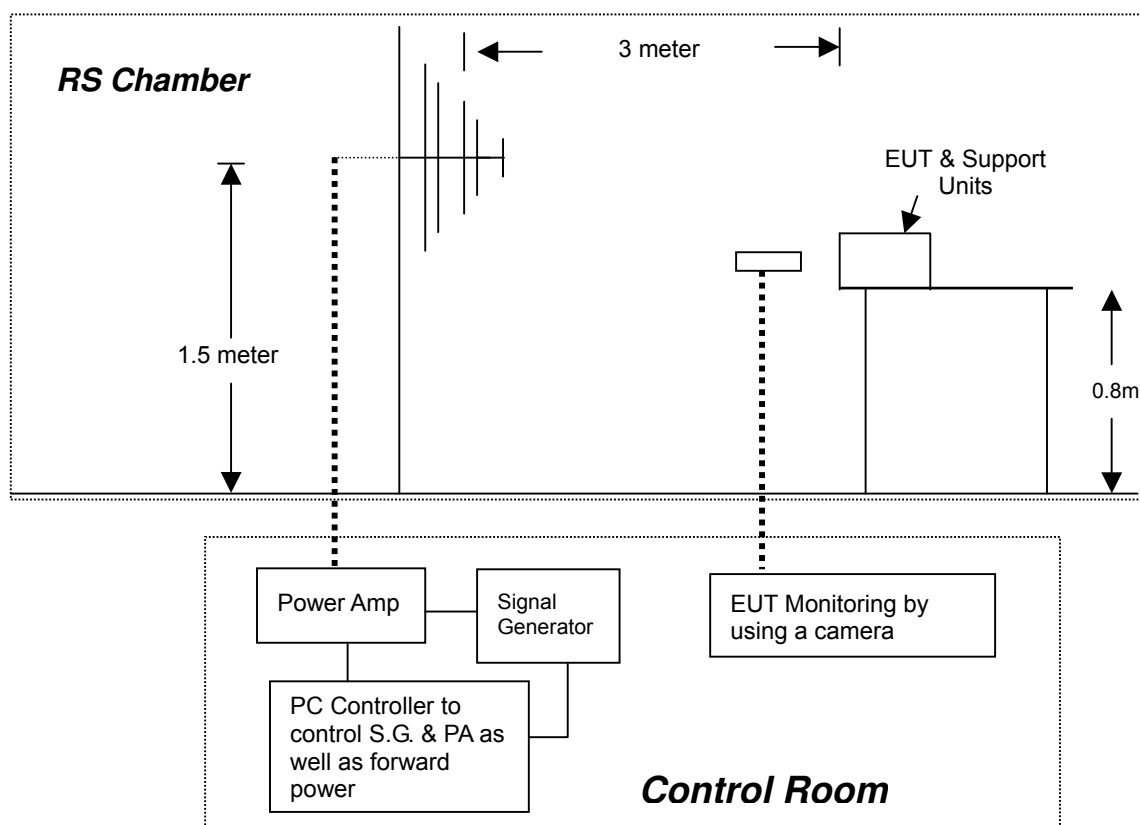 3 meter
RS Chamber
EUT & Support
Units
1.5 meter
0.8m
Power Amp
Signal
Generator
EUT Monitoring by
using a camera
PC Controller to
control S.G. & PA as
well as forward
power
Control Room